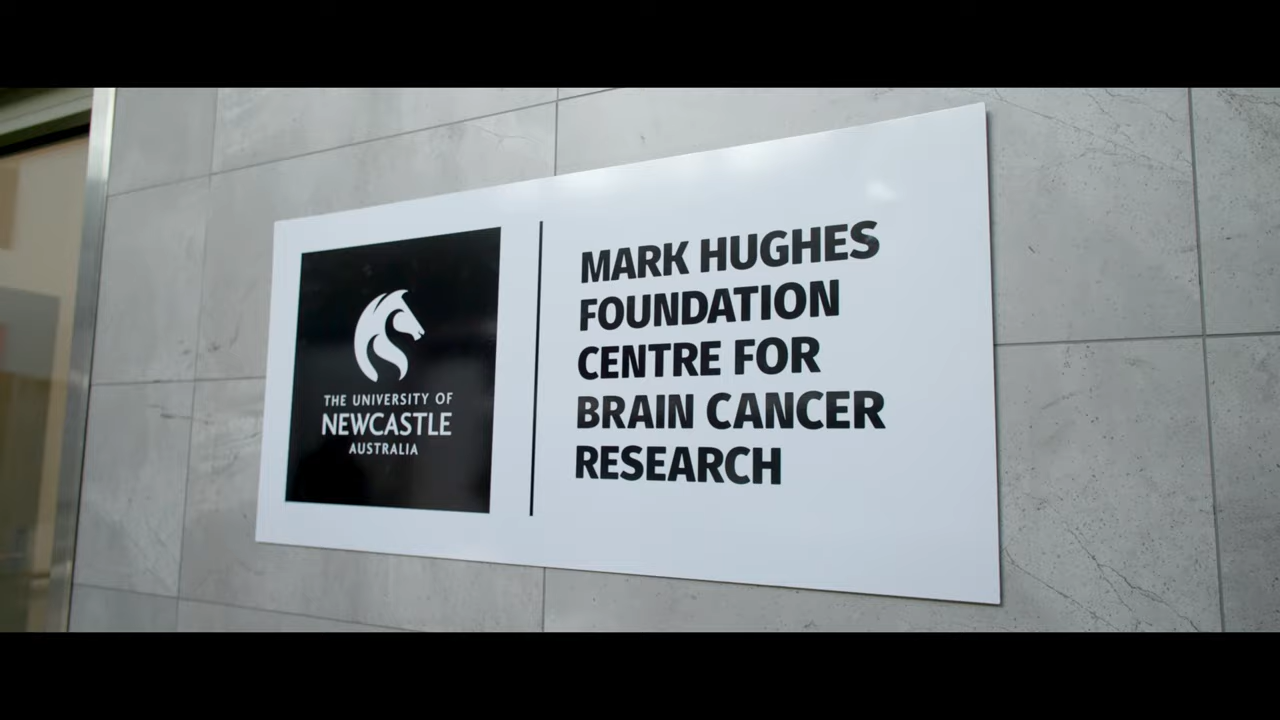 THE UNIVERSITY OF
NEWCASTLE
AUSTRALIA
MARK HUGHES
FOUNDATION
CENTRE FOR
BRAIN CANCER
RESEARCH